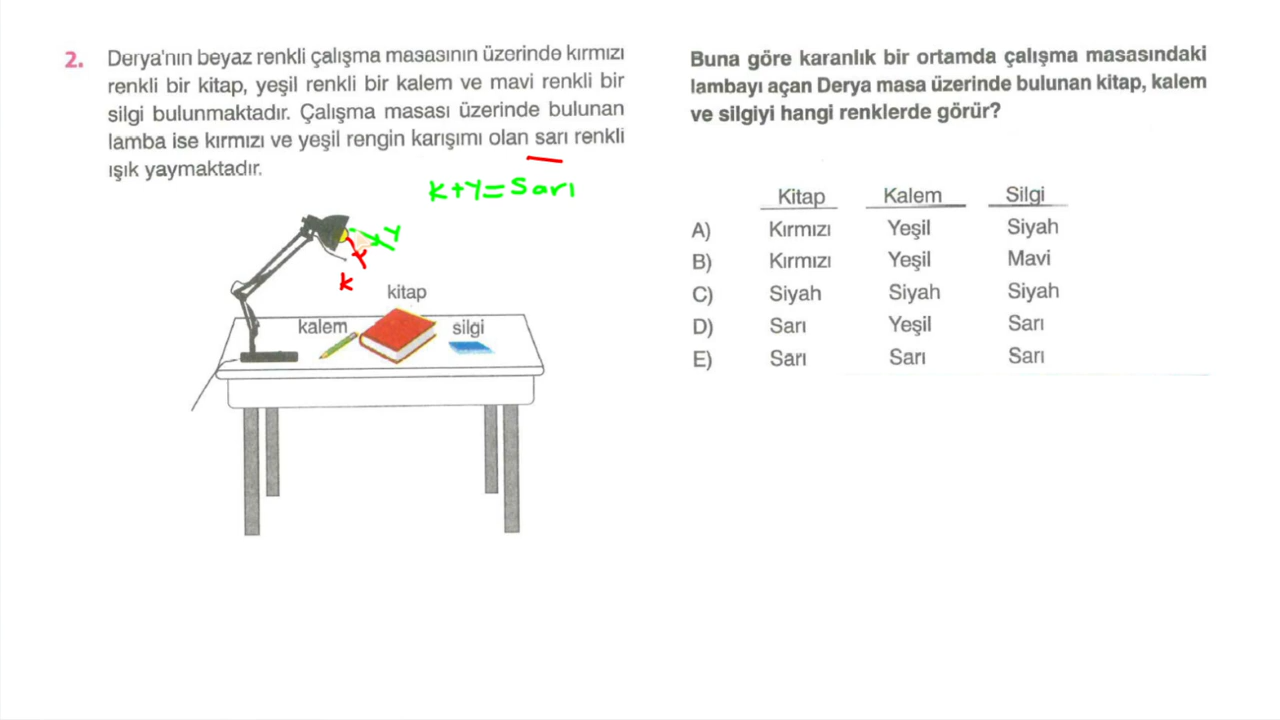 2. Derya'nın beyaz renkli çalışma masasının üzerinde kırmızı
renkli bir kitap, yeşil renkli bir kalem ve mavi renkli bir
silgi bulunmaktadır. Çalışma masası üzerinde bulunan
lamba ise kırmızı ve yeşil rengin karışımı olan sarı renkli
ışık yaymaktadır.
K+Y=Sarı
Y
K
kitap
kalem
silgi
Buna göre karanlık bir ortamda çalışma masasındaki
lambayı açan Derya masa üzerinde bulunan kitap, kalem
ve silgiyi hangi renklerde görür?
Kitap Kalem Silgi
A) Kırmızı Yeşil Siyah
B) Kırmızı Yeşil Mavi
C) Siyah Siyah Siyah
D) Sarı Yeşil Sarı
E) Sarı Sarı Sarı